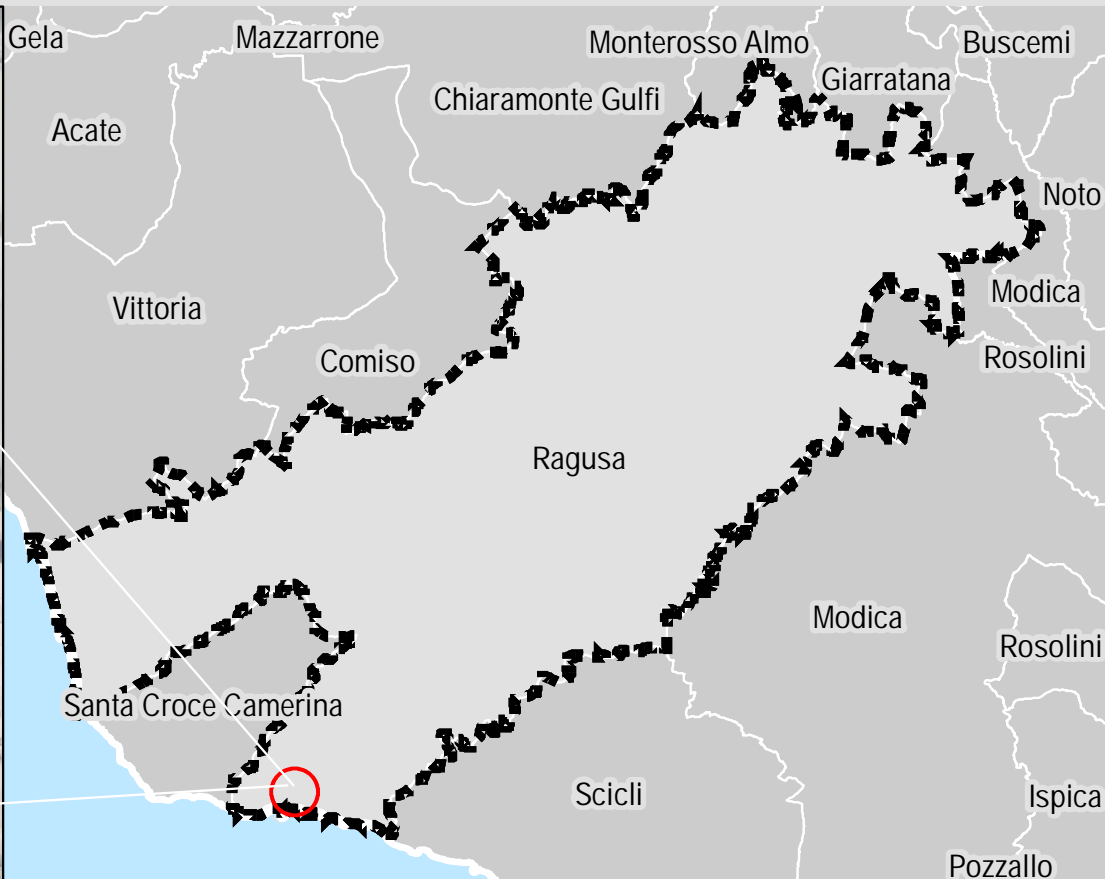 Gela
Mazzarrone
Monterosso Almo
Buscemi
Giarratana
Chiaramonte Gulfi
Acate
Noto
Modica
Vittoria
Rosolini
Comiso
Ragusa
Modica
Rosolini
Santa Croce Camerina
Scicli
Ispica
Pozzallo